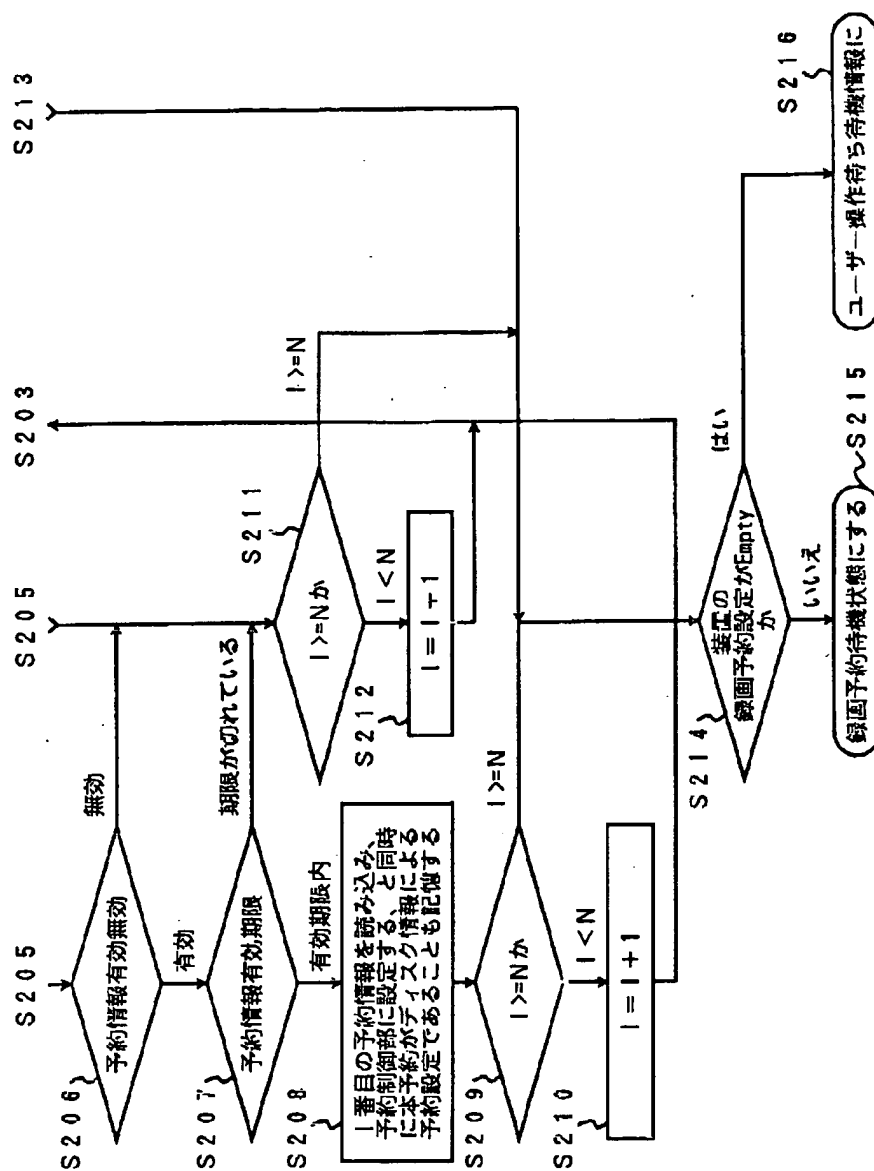 S205
S205
S203
S213
S206
予約情報有効無効
無効
有効
S207
予約情報有効期限
期限が切れている
有効期限内
S208
I番目の予約情報を読み込み、
予約制御部に設定する、と同時
に本予約がディスク情報による
予約設定であることも記憶する
S211
I>=Nか
I>=N
I<N
S212
I=I+1
S209
I>=Nか
I>=N
I<N
S210
I=I+1
S214
装置の
録画予約設定がEmpty
か
はい
いいえ
録画予約待機状態にする
S215
S216
ユーザー操作待ち待機情報に